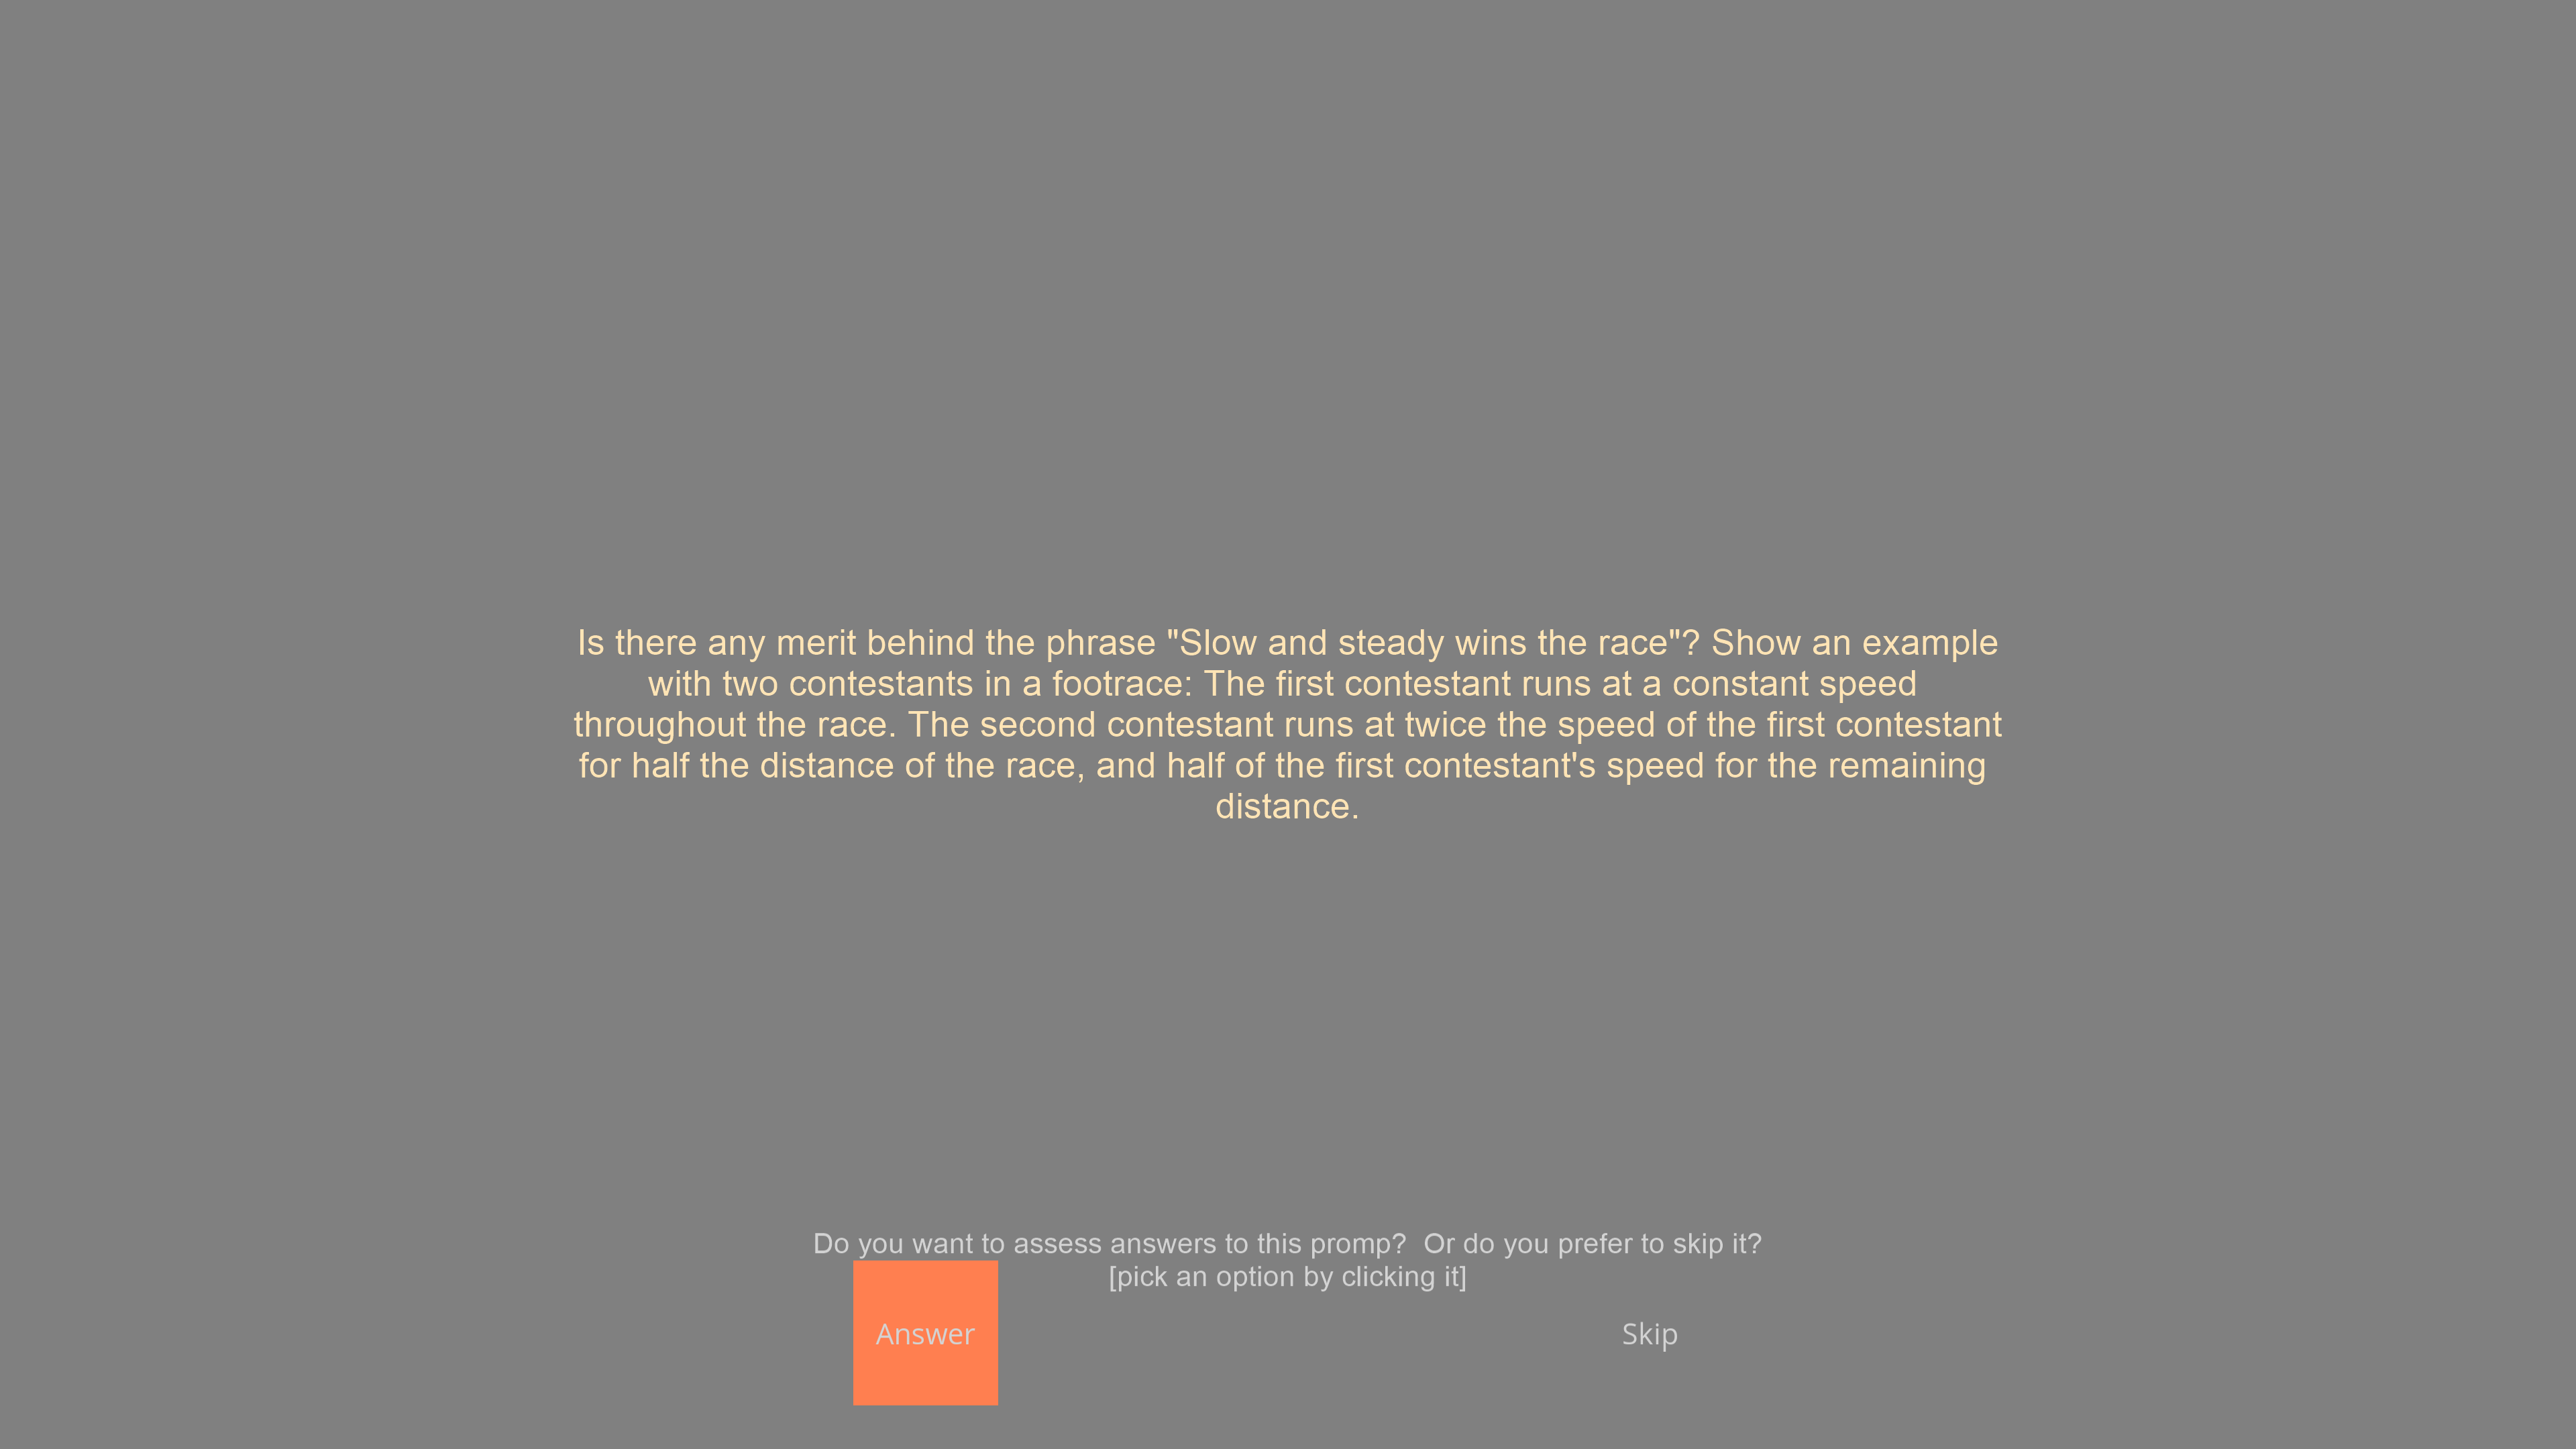 Is there any merit behind the phrase "Slow and steady wins the race"? Show an example
with two contestants in a footrace: The first contestant runs at a constant speed
throughout the race. The second contestant runs at twice the speed of the first contestant
for half the distance of the race, and half of the first contestant's speed for the remaining
distance.
Do you want to assess answers to this promp?  Or do you prefer to skip it?
[pick an option by clicking it]
Answer
Skip